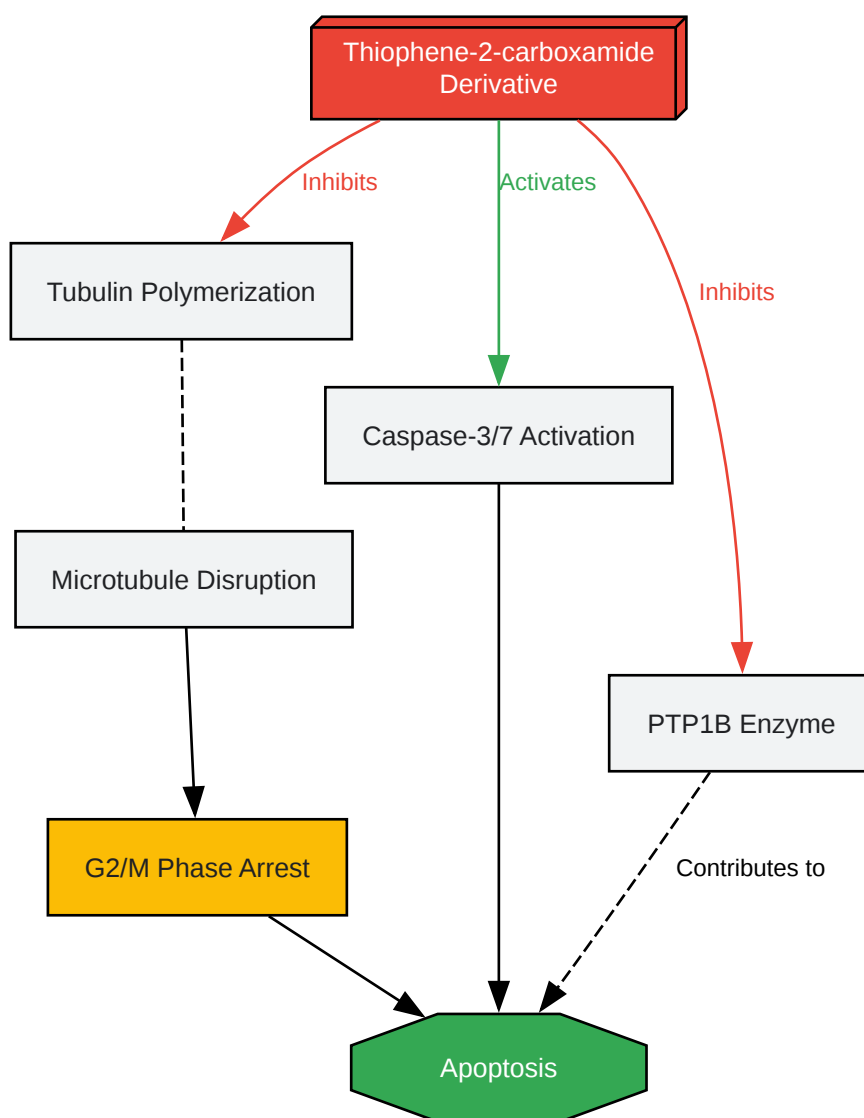 Thiophene-2-carboxamide
Derivative
Inhibits
Activates
Inhibits
Tubulin Polymerization
Caspase-3/7 Activation
Microtubule Disruption
PTP1B Enzyme
G2/M Phase Arrest
Contributes to
Apoptosis